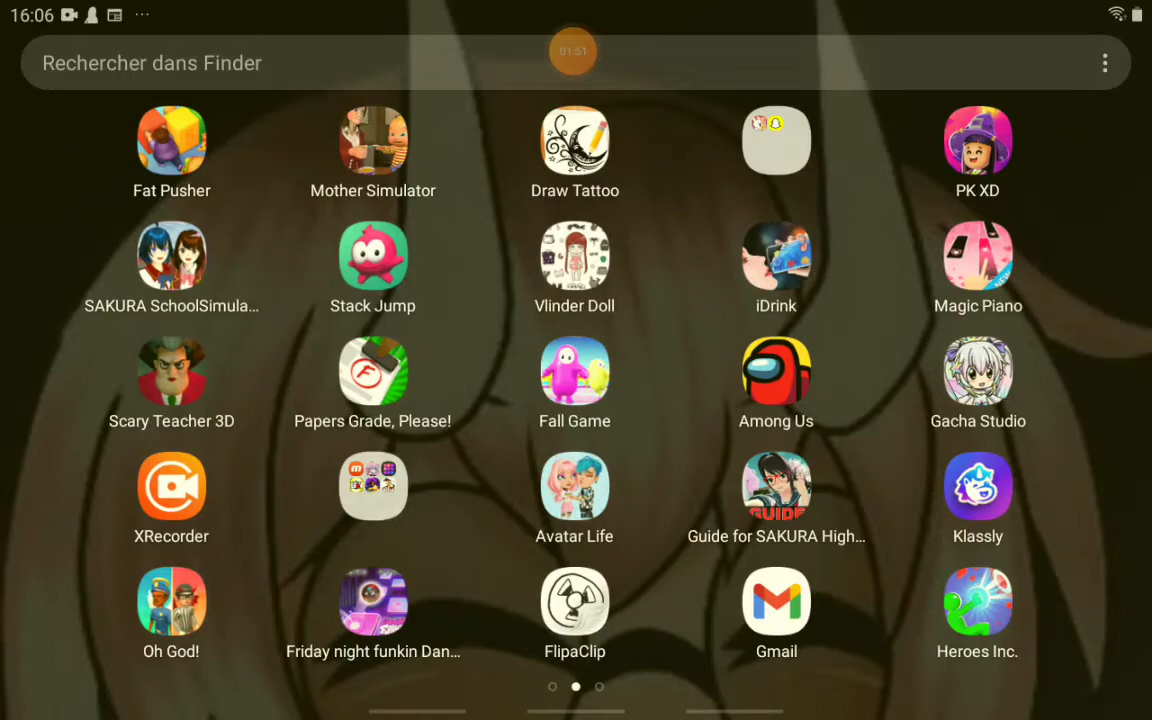 16:06
01:51
Rechercher dans Finder
Fat Pusher
Mother Simulator
Draw Tattoo
PK XD
SAKURA SchoolSimula...
Stack Jump
Vlinder Doll
iDrink
NEW
Magic Piano
Scary Teacher 3D
F
Papers Grade, Please!
Fall Game
Among Us
Gacha Studio
XRecorder
Avatar Life
GUIDE
Guide for SAKURA High...
Klassly
Oh God!
Friday night funkin Dan...
FlipaClip
Gmail
Heroes Inc.